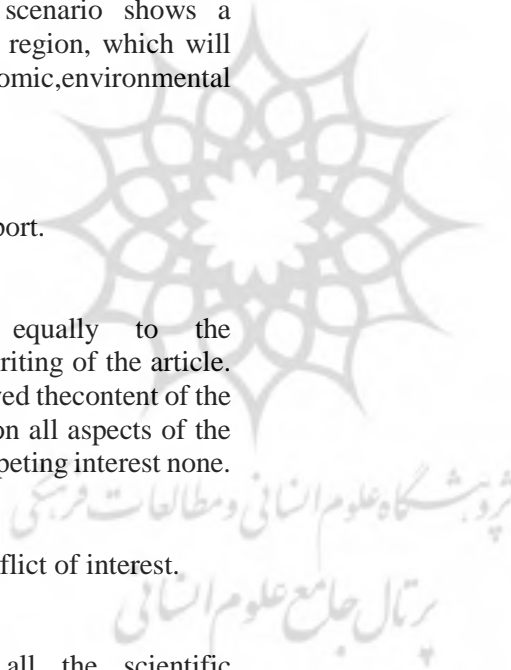 scenario shows a
region, which will
omic,environmental
port.
equally to the
riting of the article.
ed thecontent of the
on all aspects of the
peting interest none.
پژوهشگاه علوم انسانی و مطالعات فرهنگی
flict of interest.
پرتال جامع علوم انسانی
all the scientific